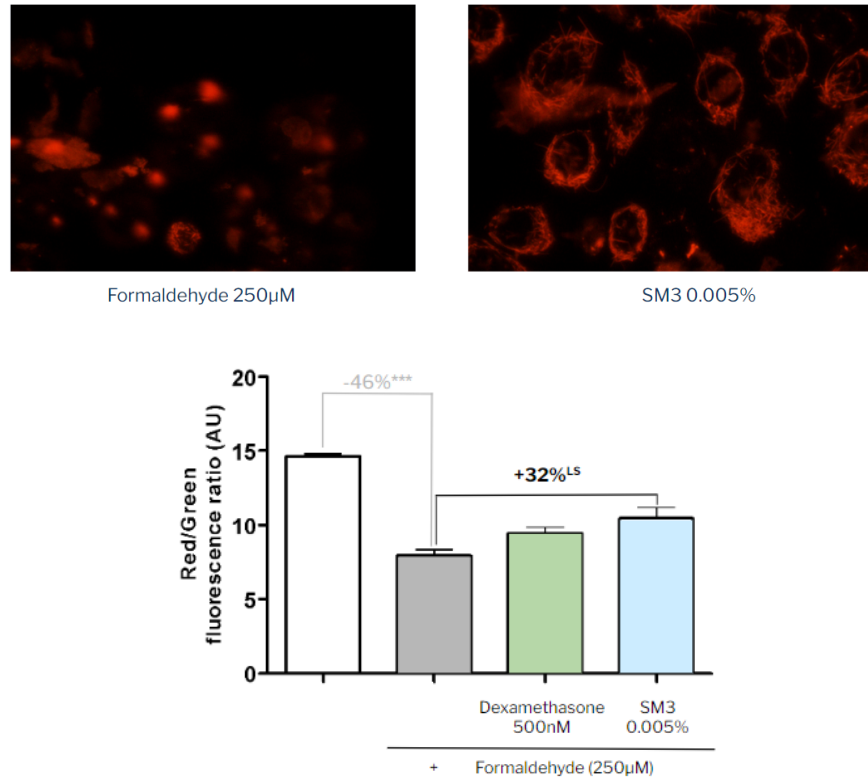 Formaldehyde 250µM
SM3 0.005%
20
-46%***
15
+32%LS
10
5
0
Red/Green
fluorescence ratio (AU)
Dexamethasone
500nM
SM3
0.005%
+ Formaldehyde (250µM)